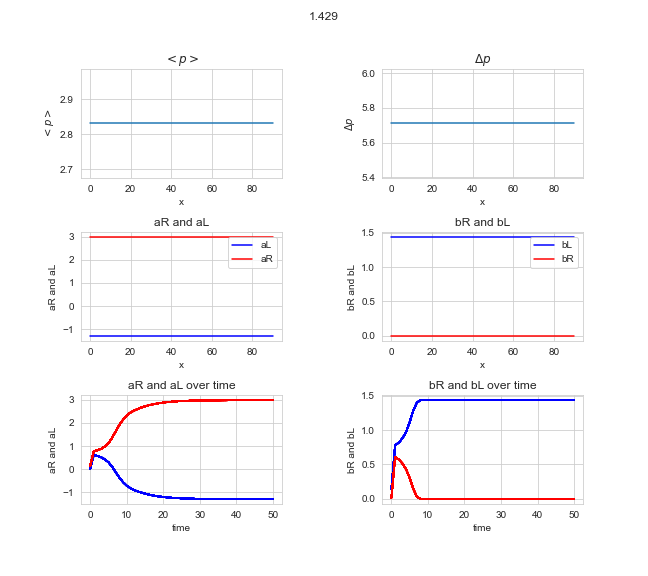 1.429
< p >
Δp
< p >
2.9
2.8
2.7
0 20 40 60 80
x
Δp
6.0
5.8
5.6
5.4
0 20 40 60 80
x
aR and aL
aR and aL
3
2
1
0
−1
aL
aR
0 20 40 60 80
x
bR and bL
bR and bL
1.5
1.0
0.5
0.0
bL
bR
0 20 40 60 80
x
aR and aL over time
aR and aL
3
2
1
0
−1
0 10 20 30 40 50
time
bR and bL over time
bR and bL
1.5
1.0
0.5
0.0
0 10 20 30 40 50
time